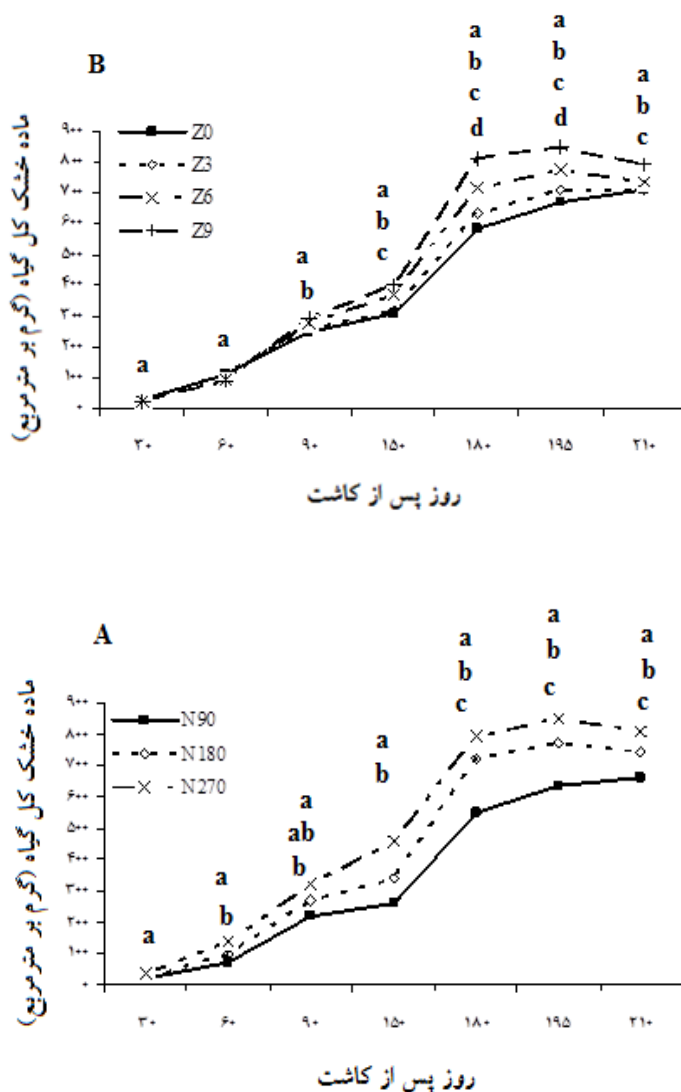 B
a
b
c
d
a
b
c
d
a
b
c
a
b
c
a
b
a
a
Z0
Z3
Z6
Z9
ماده خشک کل گیاه (گرم بر مترمربع)
۹۰۰
۸۰۰
۷۰۰
۶۰۰
۵۰۰
۴۰۰
۳۰۰
۲۰۰
۱۰۰
۰
۳۰ ۶۰ ۹۰ ۱۵۰ ۱۸۰ ۱۹۵ ۲۱۰
روز پس از کاشت
A
a
b
c
a
b
c
a
b
c
a
b
a
ab
b
a
b
a
N90
N180
N270
ماده خشک کل گیاه (گرم بر مترمربع)
۹۰۰
۸۰۰
۷۰۰
۶۰۰
۵۰۰
۴۰۰
۳۰۰
۲۰۰
۱۰۰
۰
۳۰ ۶۰ ۹۰ ۱۵۰ ۱۸۰ ۱۹۵ ۲۱۰
روز پس از کاشت